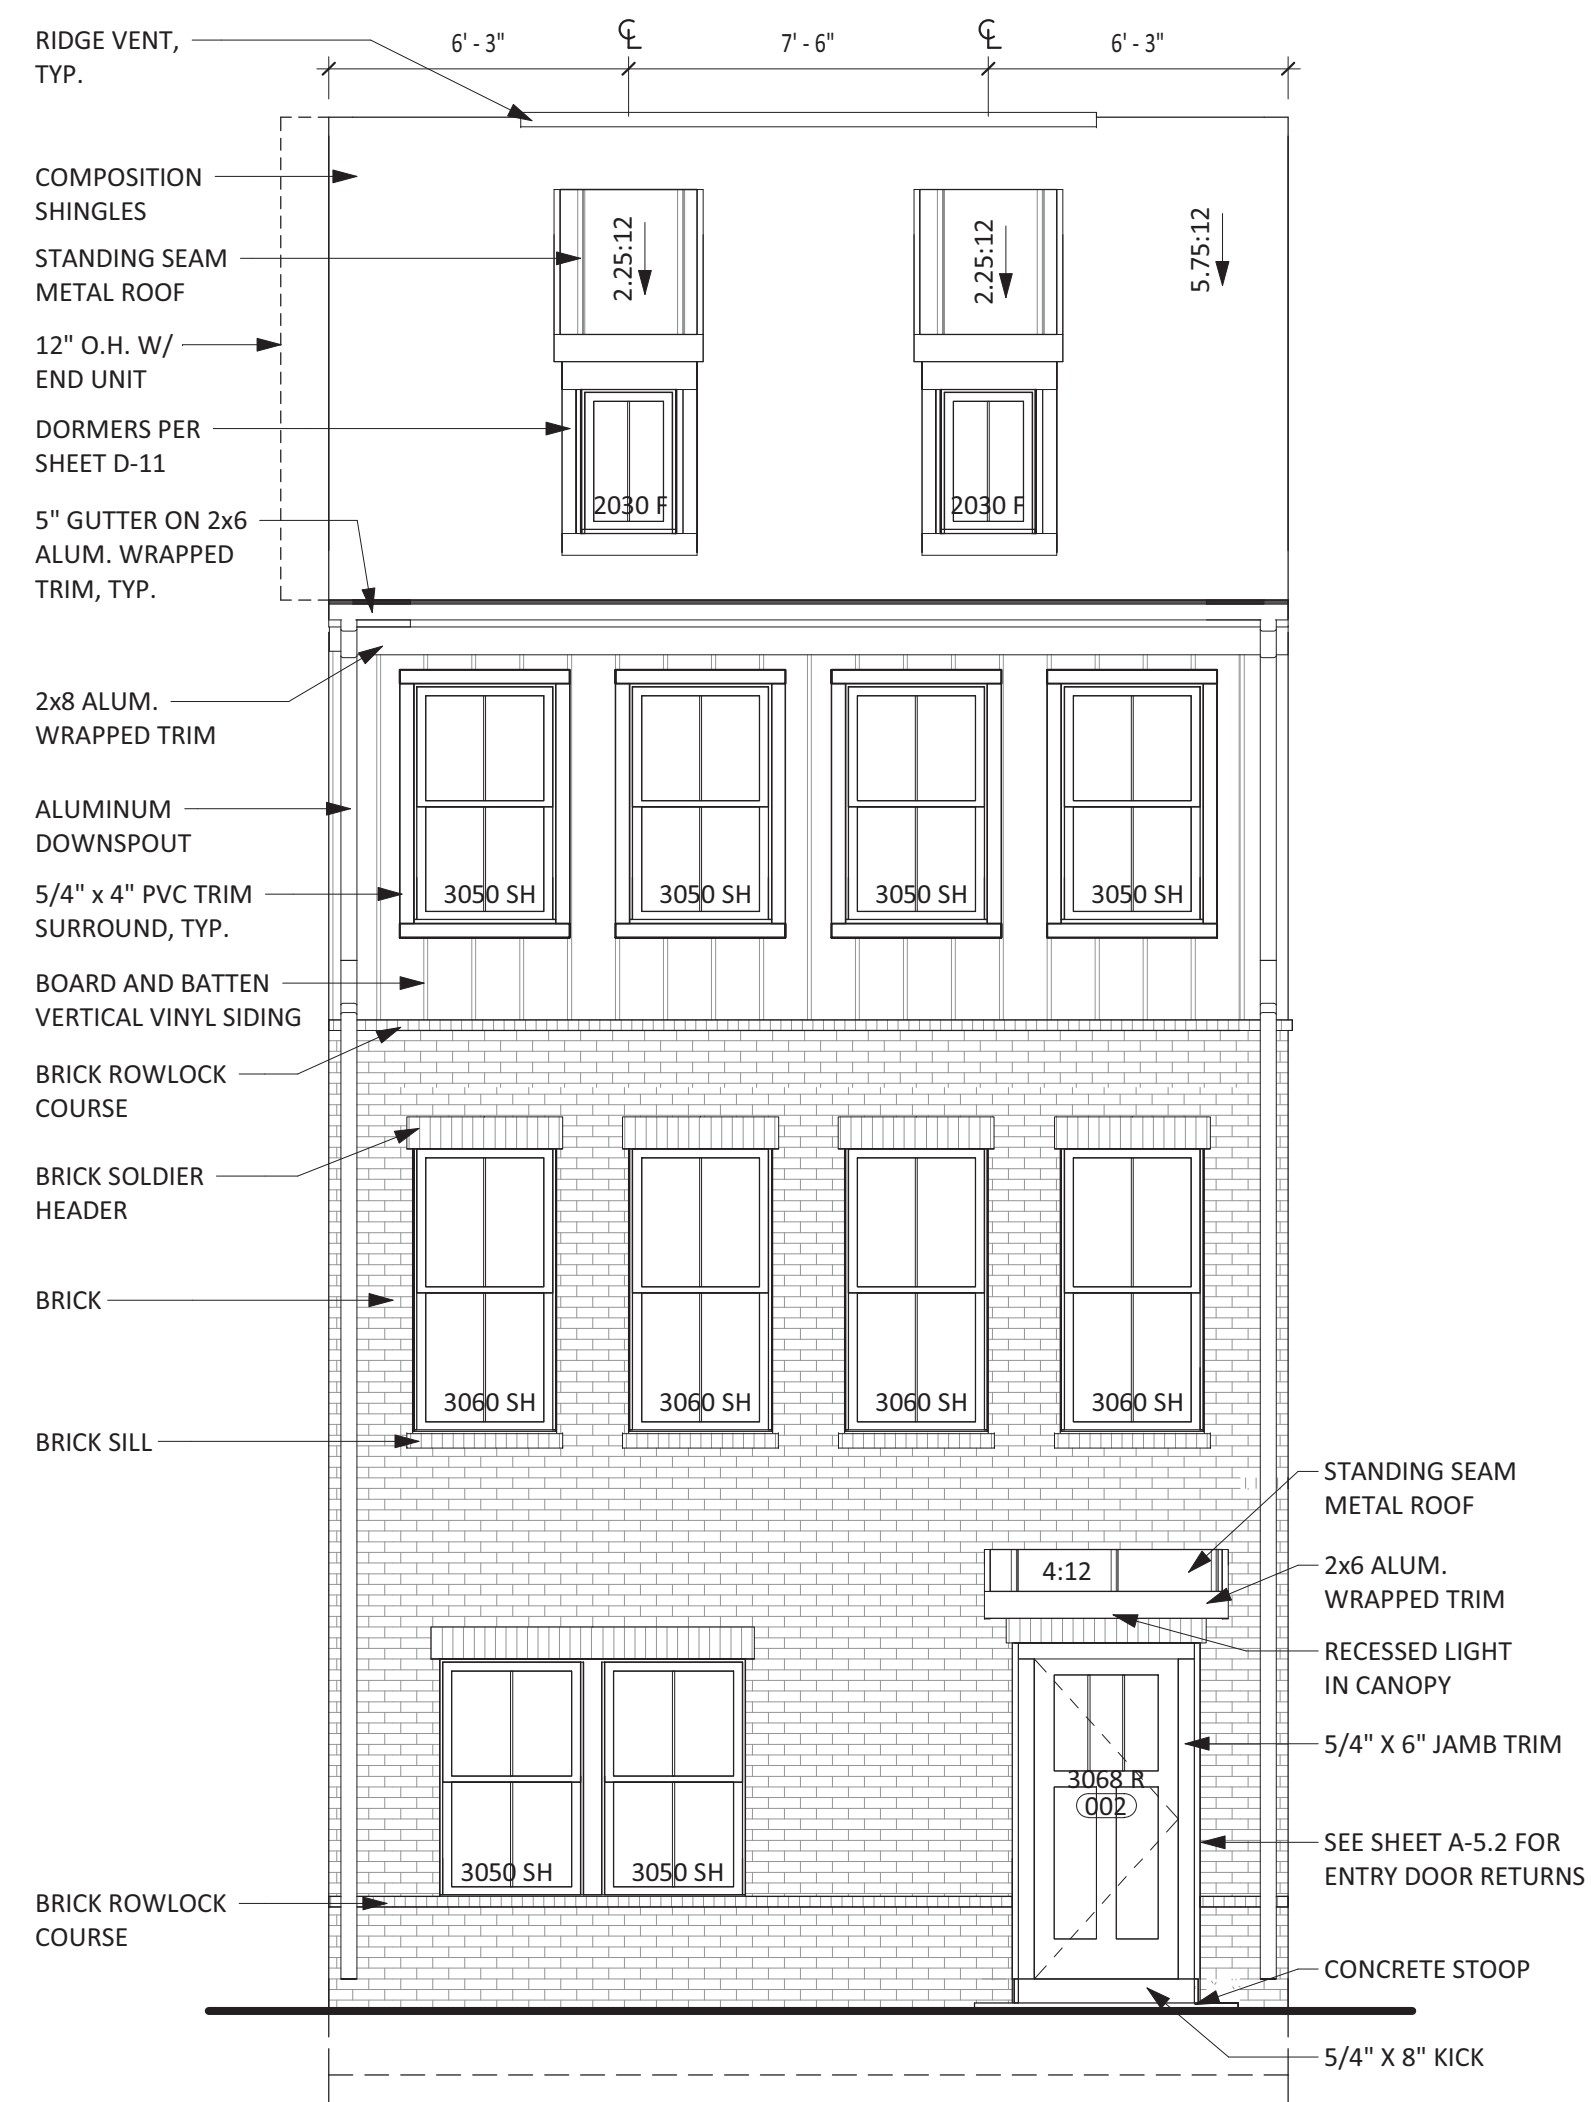 RIDGE VENT,
TYP.
6' - 3"
℄
7' - 6"
℄
6' - 3"
COMPOSITION
SHINGLES
STANDING SEAM
METAL ROOF
2.25:12
2.25:12
5.75:12
12" O.H. W/
END UNIT
DORMERS PER
SHEET D-11
2030 F
2030 F
5" GUTTER ON 2x6
ALUM. WRAPPED
TRIM, TYP.
2x8 ALUM.
WRAPPED TRIM
ALUMINUM
DOWNSPOUT
5/4" x 4" PVC TRIM
SURROUND, TYP.
3050 SH
3050 SH
3050 SH
3050 SH
BOARD AND BATTEN
VERTICAL VINYL SIDING
BRICK ROWLOCK
COURSE
BRICK SOLDIER
HEADER
BRICK
3060 SH
3060 SH
3060 SH
3060 SH
BRICK SILL
STANDING SEAM
METAL ROOF
4:12
2x6 ALUM.
WRAPPED TRIM
RECESSED LIGHT
IN CANOPY
5/4" X 6" JAMB TRIM
3068 R
002
SEE SHEET A-5.2 FOR
ENTRY DOOR RETURNS
3050 SH
3050 SH
BRICK ROWLOCK
COURSE
CONCRETE STOOP
5/4" X 8" KICK